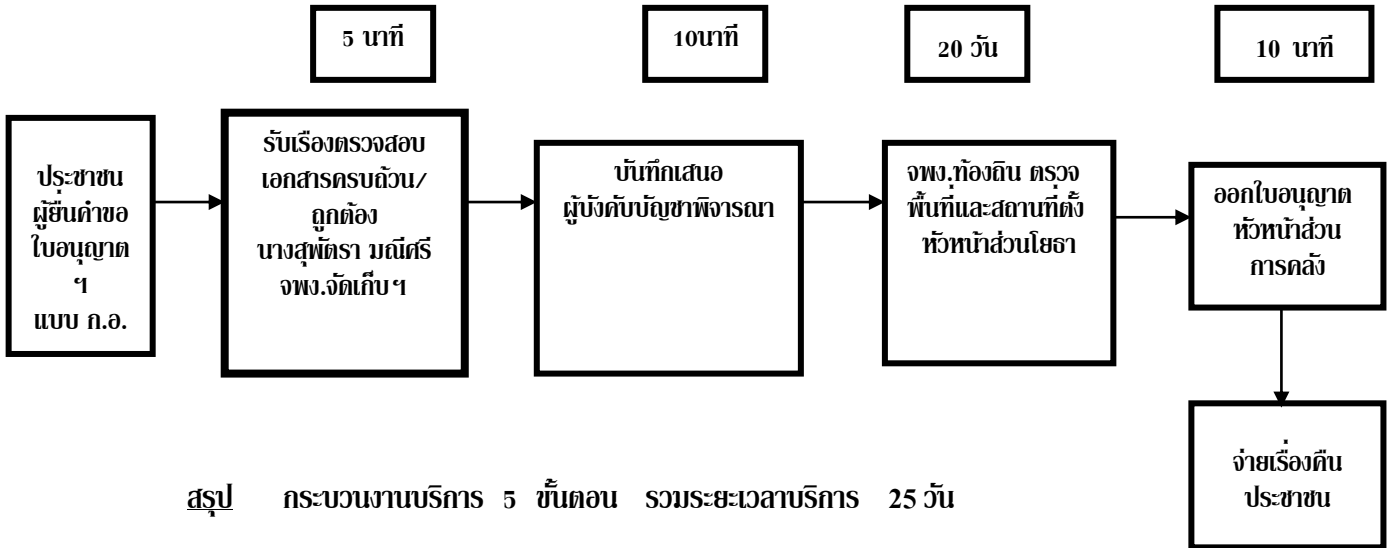 5 นาที
10นาที
20 วัน
10 นาที
ประชาชน
ผู้ยื่นคำขอ
ใบอนุญาต
ฯ
แบบ ก.อ.
รับเรื่องตรวจสอบ
เอกสารครบถ้วน/
ถูกต้อง
นางสุพัตรา มณีศรี
จพง.จัดเก็บฯ
บันทึกเสนอ
ผู้บังคับบัญชาพิจารณา
จพง.ท้องถิ่น ตรวจ
พื้นที่และสถานที่ตั้ง
หัวหน้าส่วนโยธา
ออกใบอนุญาต
หัวหน้าส่วน
การคลัง
จ่ายเรื่องคืน
ประชาชน
สรุป กระบวนงานบริการ 5 ขั้นตอน รวมระยะเวลาบริการ 25 วัน